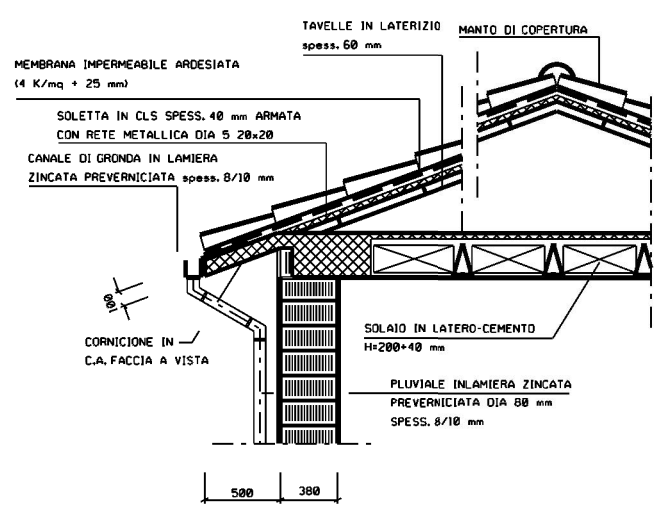 TAVELLE IN LATERIZIO
spess. 60 mm
MANTO DI COPERTURA
MEMBRANA IMPERMEABILE ARDESIATA
(4 K/mq + 25 mm)
SOLETTA IN CLS SPESS. 40 mm ARMATA
CON RETE METALLICA DIA 5 20x20
CANALE DI GRONDA IN LAMIERA
ZINCATA PREVERNICIATA spess. 8/10 mm
100
CORNICIONE IN
C.A. FACCIA A VISTA
SOLAIO IN LATERO-CEMENTO
H=200+40 mm
PLUVIALE INLAMIERA ZINCATA
PREVERNICIATA DIA 80 mm
SPESS. 8/10 mm
500
380